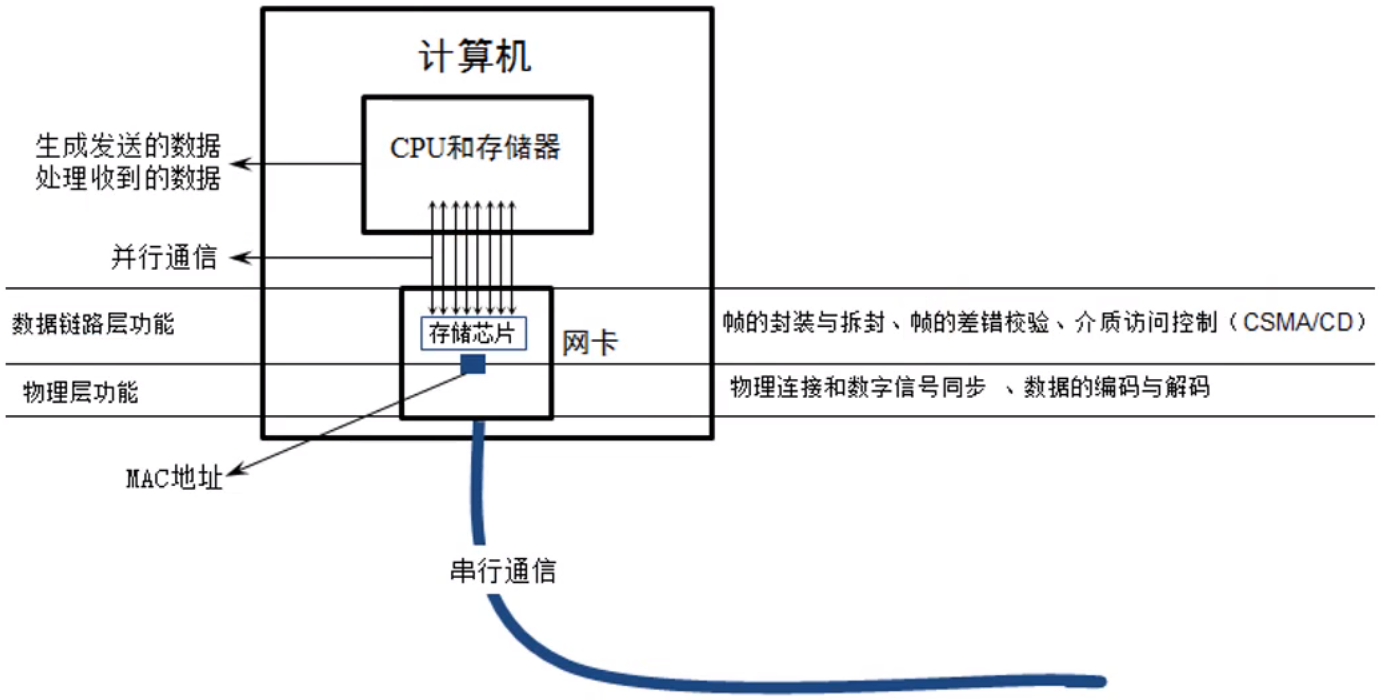 计算机
CPU和存储器
生成发送的数据
处理收到的数据
并行通信
数据链路层功能
存储芯片
网卡
帧的封装与拆封、帧的差错校验、介质访问控制（CSMA/CD）
物理层功能
物理连接和数字信号同步 、数据的编码与解码
MAC地址
串行通信